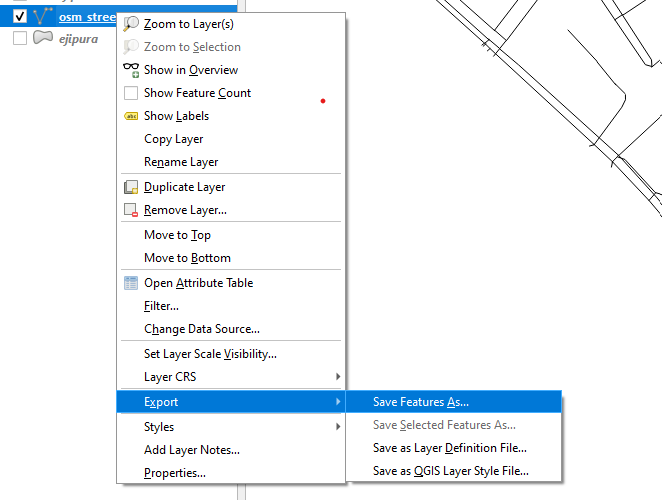 osm_stree
ejipura
Zoom to Layer(s)
Zoom to Selection
Show in Overview
Show Feature Count
abc
Show Labels
Copy Layer
Rename Layer
Duplicate Layer
Remove Layer...
Move to Top
Move to Bottom
Open Attribute Table
Filter...
Change Data Source...
Set Layer Scale Visibility...
Layer CRS
Export
Save Features As...
Save Selected Features As...
Styles
Save as Layer Definition File...
Add Layer Notes...
Save as QGIS Layer Style File...
Properties...